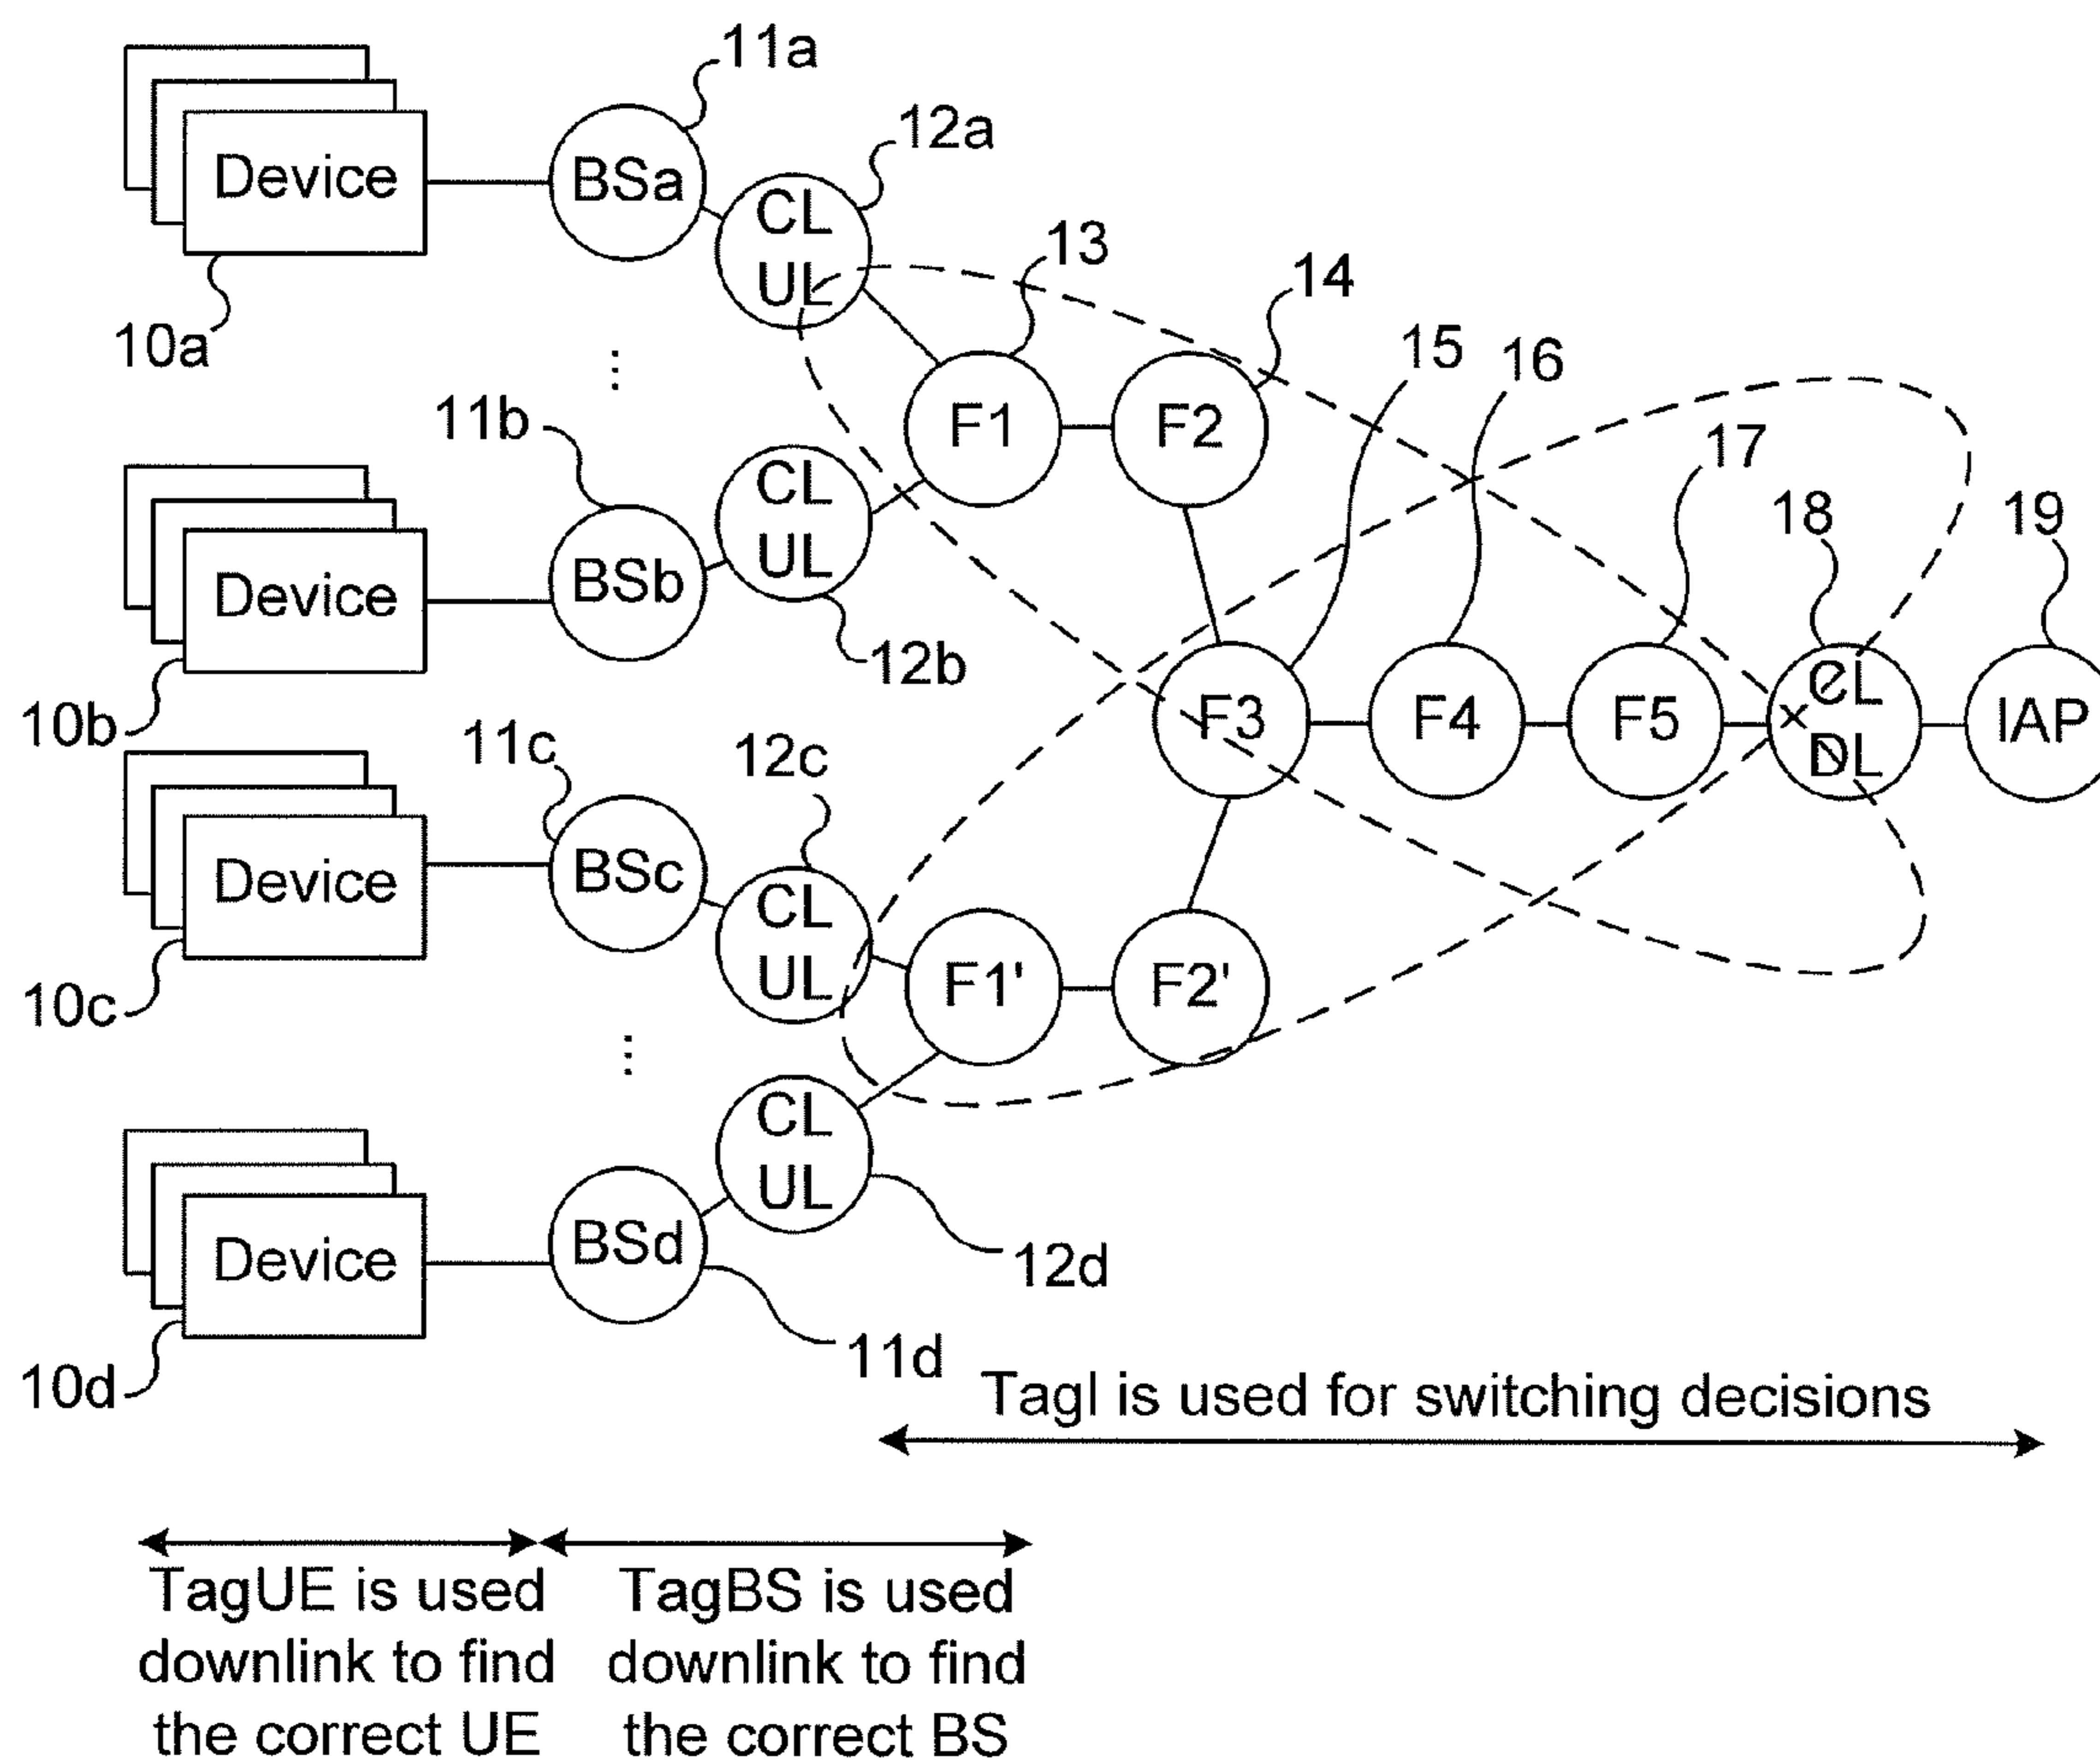 11a
Device
BSa
12a
CL
UL
10a
13
14
F1
F2
15
16
17
18
19
⋮
11b
Device
BSb
CL
UL
12b
10b
F3
F4
F5
CL
x
DL
IAP
11c
12c
Device
BSc
CL
UL
10c
F1'
F2'
⋮
CL
UL
12d
Device
BSd
11d
10d
TagI is used for switching decisions
TagUE is used
downlink to find
the correct UE
TagBS is used
downlink to find
the correct BS